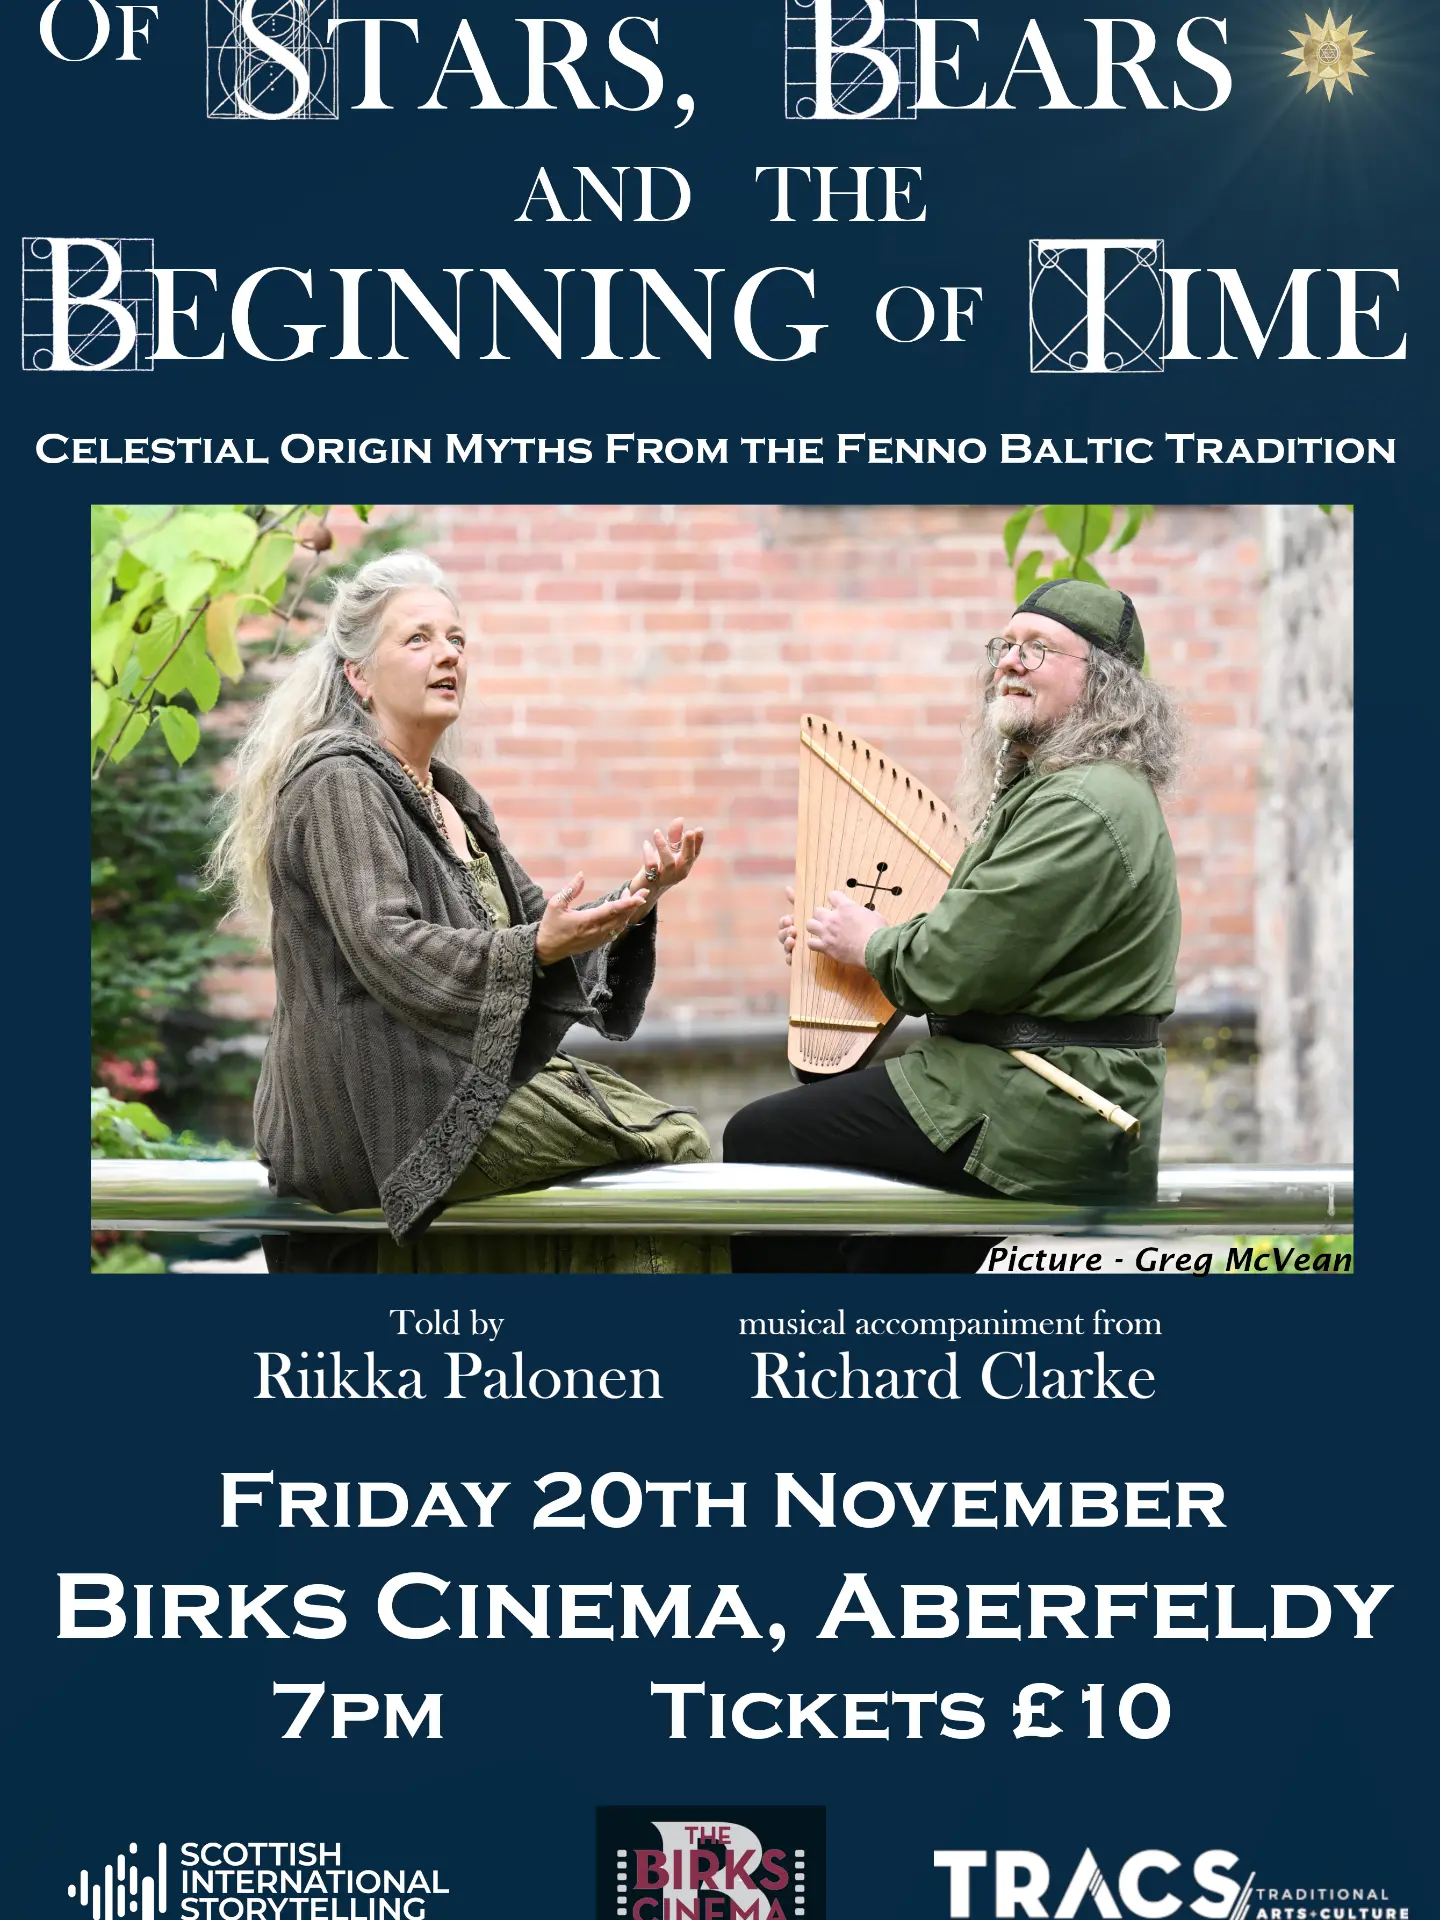 OF STARS, BEARS
AND THE
BEGINNING OF TIME
CELESTIAL ORIGIN MYTHS FROM THE FENNO BALTIC TRADITION
Picture - Greg McVean
Told by
Riikka Palonen
musical accompaniment from
Richard Clarke
FRIDAY 20TH NOVEMBER
BIRKS CINEMA, ABERFELDY
7PM TICKETS £10
SCOTTISH
INTERNATIONAL
STORYTELLING
THE
BIRKS
CINEMA
TRACS
TRADITIONAL
ARTS+CULTURE